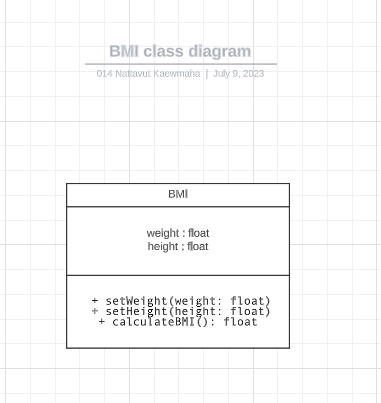 BMI class diagram
014 Nattavut Kaewmaha | July 9, 2023
BMI
weight : float
height ; float
+ setWeight(weight: float)
+ setHeight(height: float)
+ calculateBMI(): float